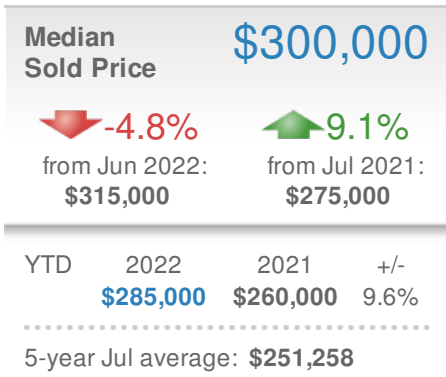 Median $300,000
Sold Price
-4.8% 9.1%
from Jun 2022: from Jul 2021:
$315,000 $275,000
YTD 2022 2021 +/-
$285,000 $260,000 9.6%
5-year Jul average: $251,258